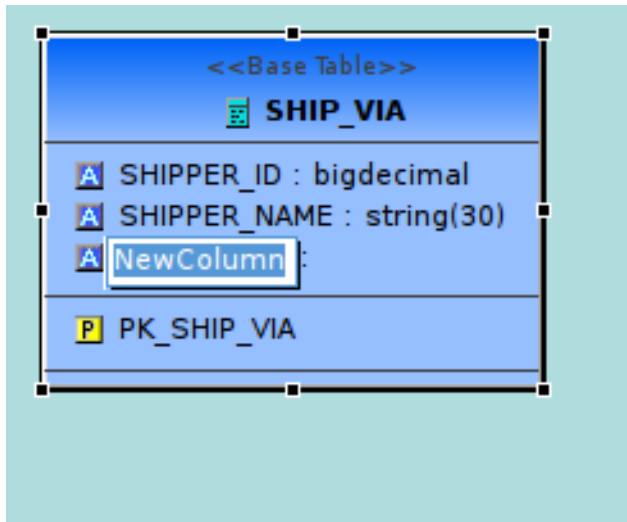 <<Base Table>>
SHIP_VIA
A SHIPPER_ID : bigdecimal
A SHIPPER_NAME : string(30)
A NewColumn :
P PK_SHIP_VIA